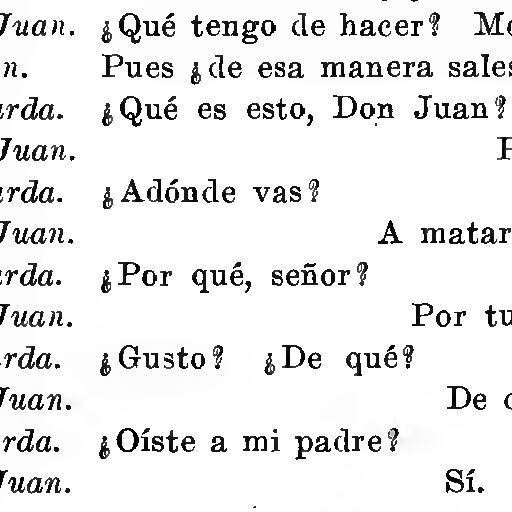 Juan. ¿Qué tengo de hacer?
n. Pues ¿de esa manera sales
rda. ¿Qué es esto, Don Juan?
Juan.
rda. ¿Adónde vas?
Juan. A matar
rda. ¿Por qué, señor?
Juan. Por tu
rda. ¿Gusto? ¿De qué?
Juan. De
rda. ¿Oíste a mi padre?
Juan. Sí.